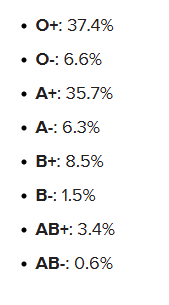 • O+: 37.4%
• O-: 6.6%
• A+: 35.7%
• A-: 6.3%
• B+: 8.5%
• B-: 1.5%
• AB+: 3.4%
• AB-: 0.6%